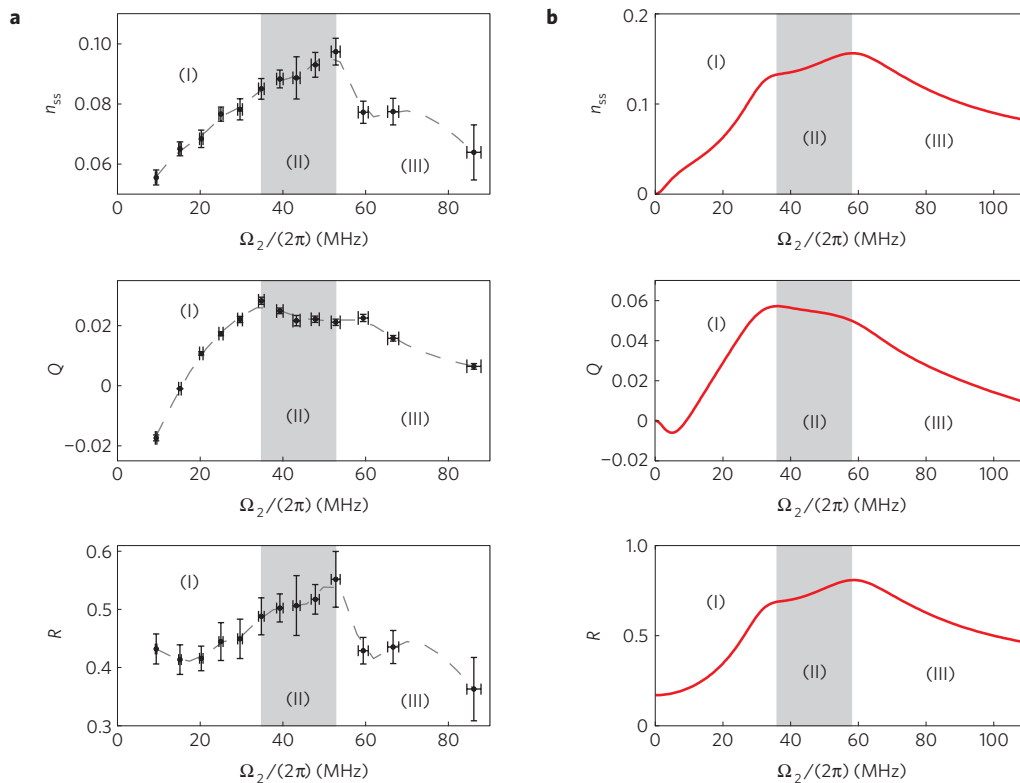 a
0.10
0.08
0.06
n_ss
(I)
(II)
(III)
0 20 40 60 80
Ω_2/(2π) (MHz)
0.02
0
−0.02
Q
(I)
(II)
(III)
0 20 40 60 80
Ω_2/(2π) (MHz)
0.6
0.5
0.4
0.3
R
(I)
(II)
(III)
0 20 40 60 80
Ω_2/(2π) (MHz)
b
0.2
0.1
0
n_ss
(I)
(II)
(III)
0 20 40 60 80 100
Ω_2/(2π) (MHz)
0.06
0.04
0.02
0
−0.02
Q
(I)
(II)
(III)
0 20 40 60 80 100
Ω_2/(2π) (MHz)
1.0
0.5
0
R
(I)
(II)
(III)
0 20 40 60 80 100
Ω_2/(2π) (MHz)